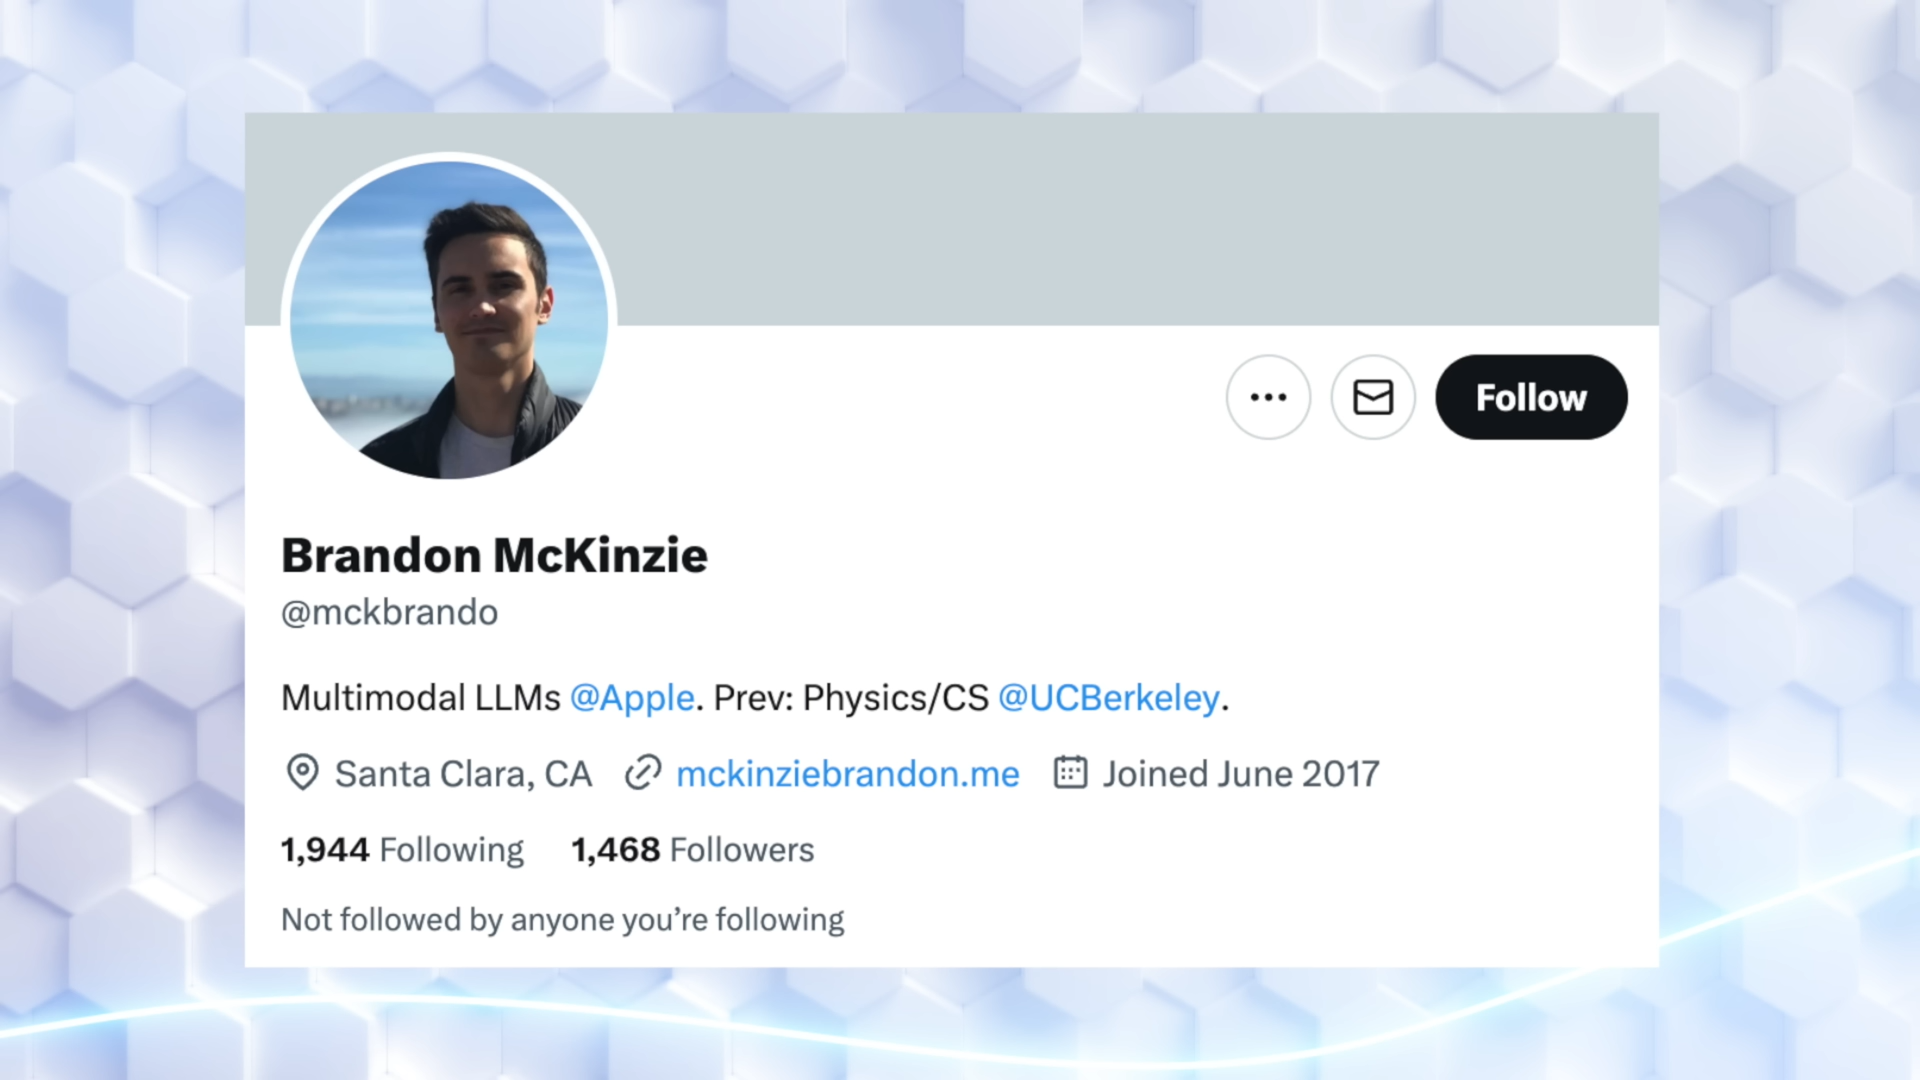 Follow
Brandon McKinzie
@mckbrando
Multimodal LLMs @Apple. Prev: Physics/CS @UCBerkeley.
Santa Clara, CA mckinziebrandon.me Joined June 2017
1,944 Following 1,468 Followers
Not followed by anyone you’re following